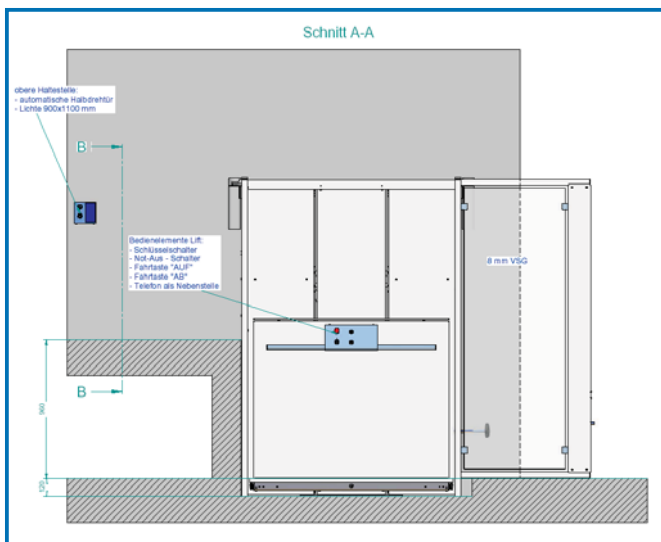 Schnitt A-A
obere Haltestelle:
- automatische Halbdrehtür
- Lichte 900x1100 mm
B
Bedienelemente Lift:
- Schlüsselschalter
- Not-Aus - Schalter
- Fahrtaste "AUF"
- Fahrtaste "AB"
- Telefon als Nebenstelle
8 mm VSG
B
960
120